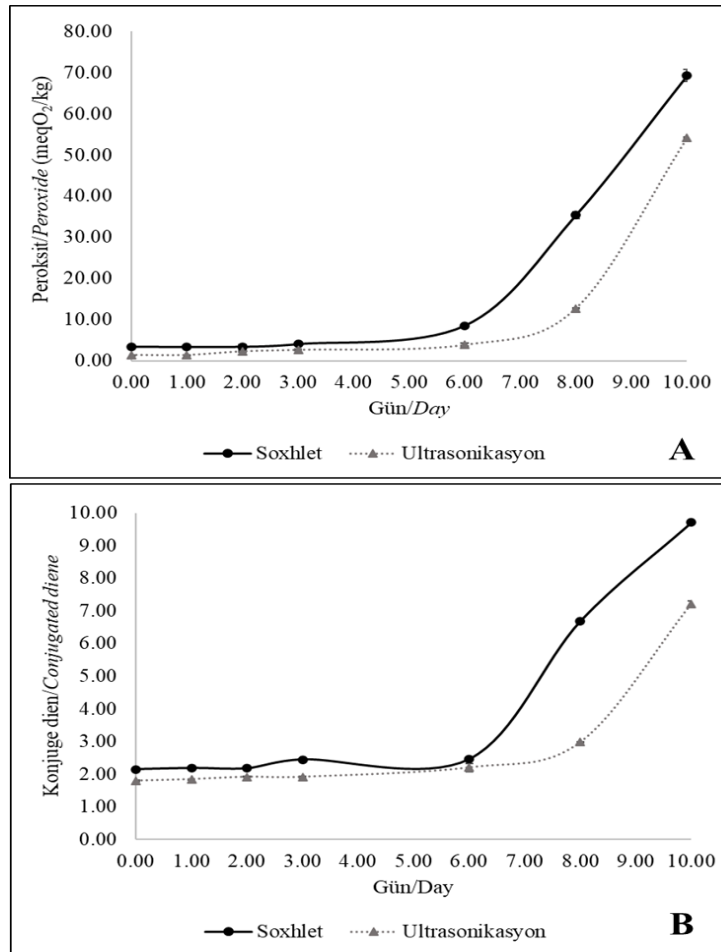 80.00
70.00
60.00
50.00
40.00
30.00
20.00
10.00
0.00
Peroksit/Peroxide (meqO₂/kg)
0.00 1.00 2.00 3.00 4.00 5.00 6.00 7.00 8.00 9.00 10.00
Gün/Day
Soxhlet Ultrasonikasyon
A
10.00
9.00
8.00
7.00
6.00
5.00
4.00
3.00
2.00
1.00
0.00
Konjuge dien/Conjugated diene
0.00 1.00 2.00 3.00 4.00 5.00 6.00 7.00 8.00 9.00 10.00
Gün/Day
Soxhlet Ultrasonikasyon
B